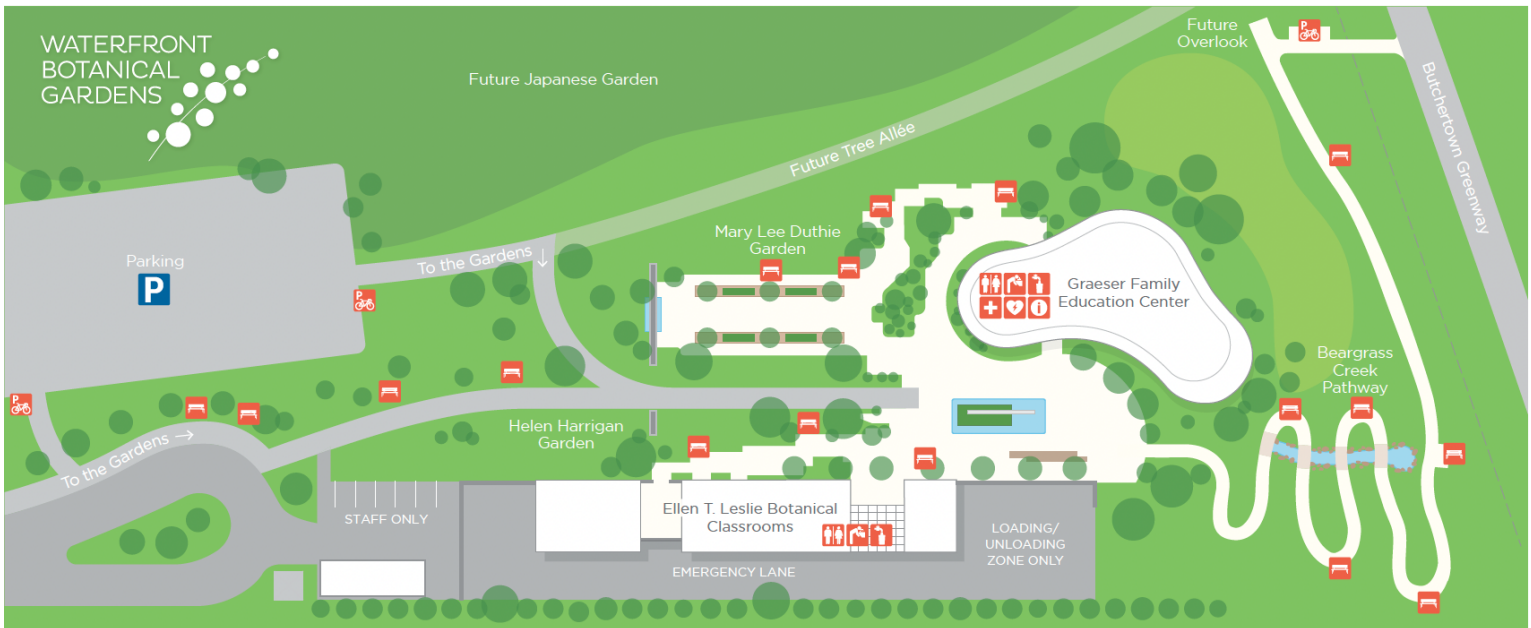 WATERFRONT
BOTANICAL
GARDENS
Future Japanese Garden
Future
Overlook
P
Butchertown Greenway
Future Tree Allée
Mary Lee Duthie
Garden
To the Gardens ↓
Parking
P
P
Graeser Family
Education Center
i
Beargrass
Creek
Pathway
P
Helen Harrigan
Garden
To the Gardens →
STAFF ONLY
Ellen T. Leslie Botanical
Classrooms
LOADING/
UNLOADING
ZONE ONLY
EMERGENCY LANE